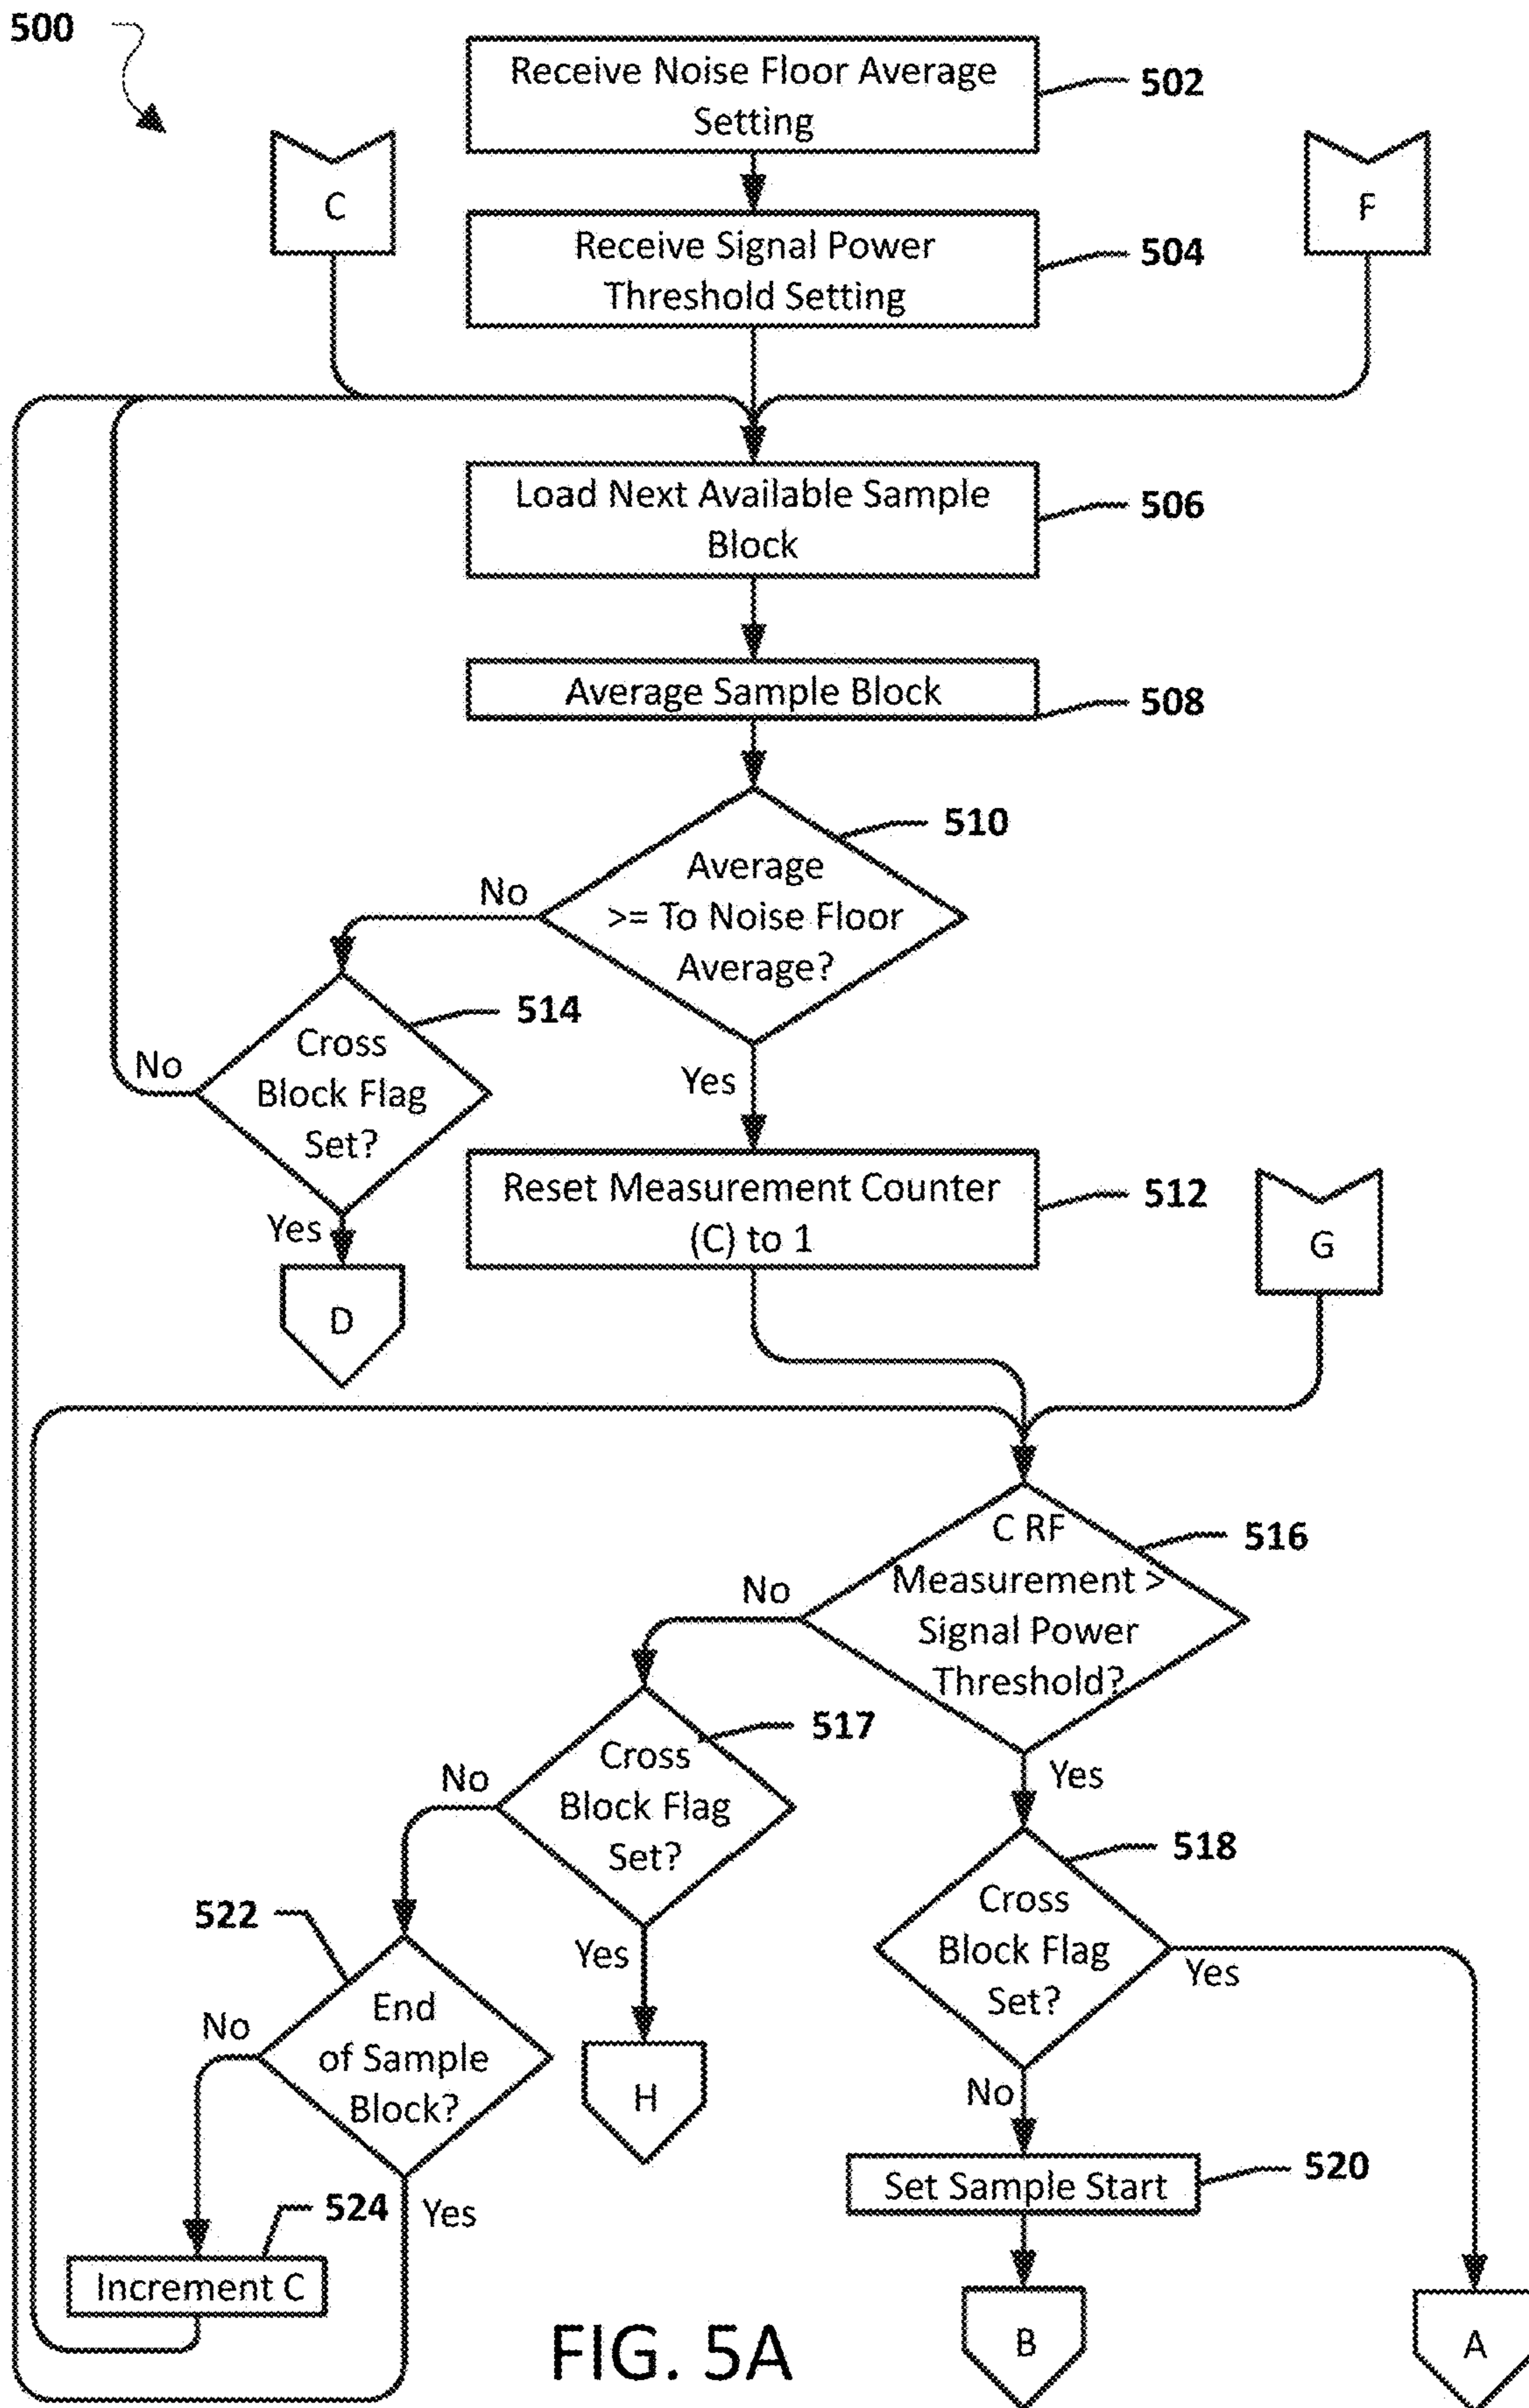 500
Receive Noise Floor Average
Setting
502
C
Receive Signal Power
Threshold Setting
504
F
Load Next Available Sample
Block
506
Average Sample Block
508
Average
>= To Noise Floor
Average?
510
No
Yes
Cross
Block Flag
Set?
514
No
Yes
D
Reset Measurement Counter
(C) to 1
512
G
C RF
Measurement >
Signal Power
Threshold?
516
No
Yes
Cross
Block Flag
Set?
517
No
Yes
H
Cross
Block Flag
Set?
518
Yes
No
End
of Sample
Block?
522
No
Yes
Increment C
524
Set Sample Start
520
B
A
FIG. 5A